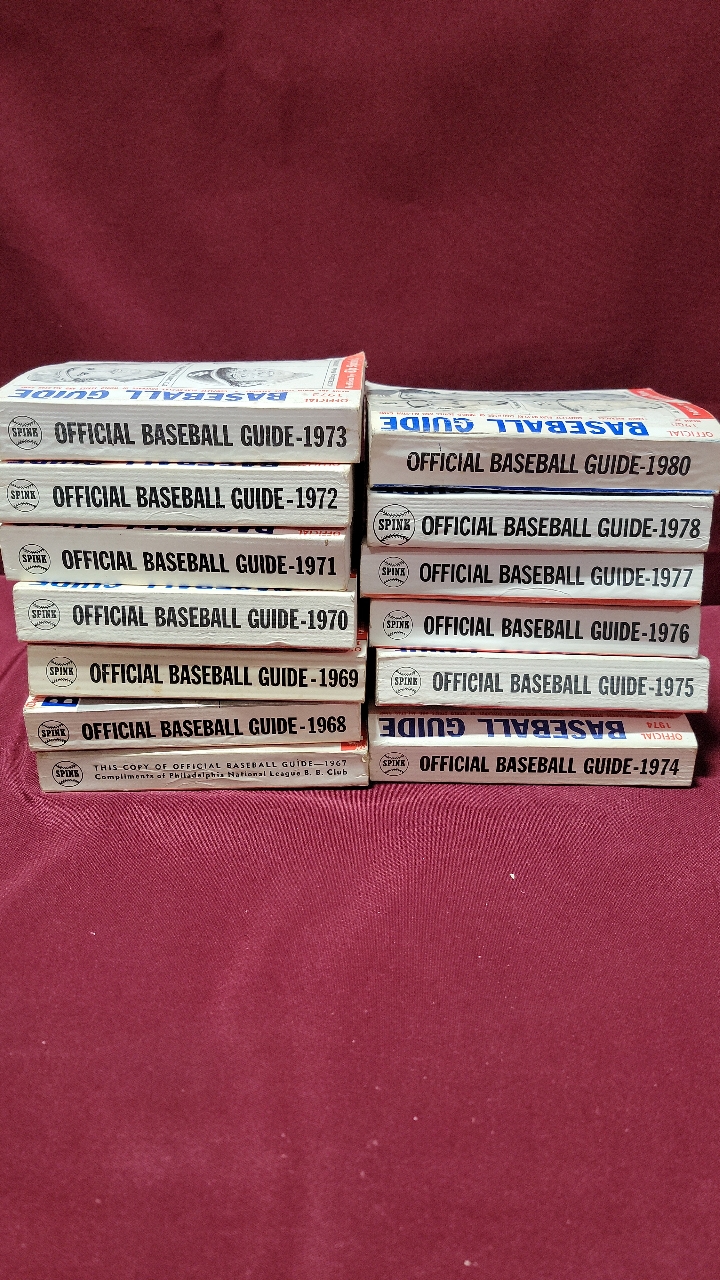 OFFICIAL
BASEBALL GUIDE
SPINK OFFICIAL BASEBALL GUIDE-1973
SPINK OFFICIAL BASEBALL GUIDE-1972
SPINK OFFICIAL BASEBALL GUIDE-1971
SPINK OFFICIAL BASEBALL GUIDE-1970
SPINK OFFICIAL BASEBALL GUIDE-1969
SPINK OFFICIAL BASEBALL GUIDE-1968
SPINK THIS COPY OF OFFICIAL BASEBALL GUIDE—1967
Compliments of Philadelphia National League B. B. Club
OFFICIAL
BASEBALL GUIDE
OFFICIAL BASEBALL GUIDE-1980
SPINK OFFICIAL BASEBALL GUIDE-1978
SPINK OFFICIAL BASEBALL GUIDE-1977
SPINK OFFICIAL BASEBALL GUIDE-1976
SPINK OFFICIAL BASEBALL GUIDE-1975
OFFICIAL
1974
BASEBALL GUIDE
SPINK OFFICIAL BASEBALL GUIDE-1974